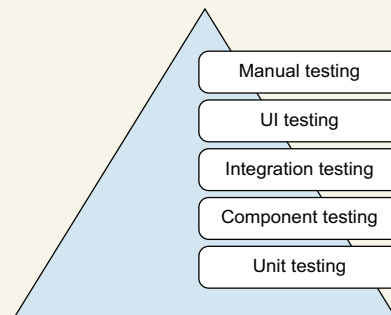 Manual testing
UI testing
Integration testing
Component testing
Unit testing